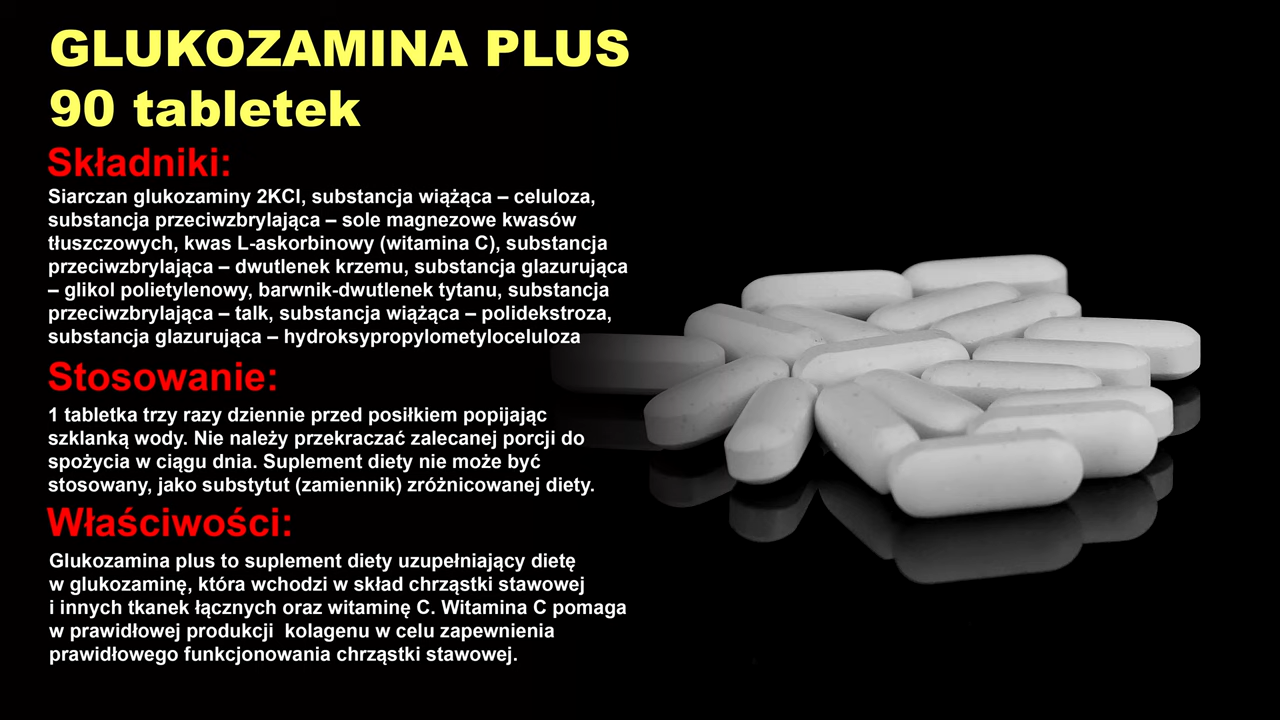 GLUKOZAMINA PLUS
90 tabletek
Składniki:
Siarczan glukozaminy 2KCl, substancja wiążąca – celuloza,
substancja przeciwzbrylająca – sole magnezowe kwasów
tłuszczowych, kwas L-askorbinowy (witamina C), substancja
przeciwzbrylająca – dwutlenek krzemu, substancja glazurująca
– glikol polietylenowy, barwnik-dwutlenek tytanu, substancja
przeciwzbrylająca – talk, substancja wiążąca – polidekstroza,
substancja glazurująca – hydroksypropylometyloceluloza
Stosowanie:
1 tabletka trzy razy dziennie przed posiłkiem popijając
szklanką wody. Nie należy przekraczać zalecanej porcji do
spożycia w ciągu dnia. Suplement diety nie może być
stosowany, jako substytut (zamiennik) zróżnicowanej diety.
Właściwości:
Glukozamina plus to suplement diety uzupełniający dietę
w glukozaminę, która wchodzi w skład chrząstki stawowej
i innych tkanek łącznych oraz witaminę C. Witamina C pomaga
w prawidłowej produkcji  kolagenu w celu zapewnienia
prawidłowego funkcjonowania chrząstki stawowej.